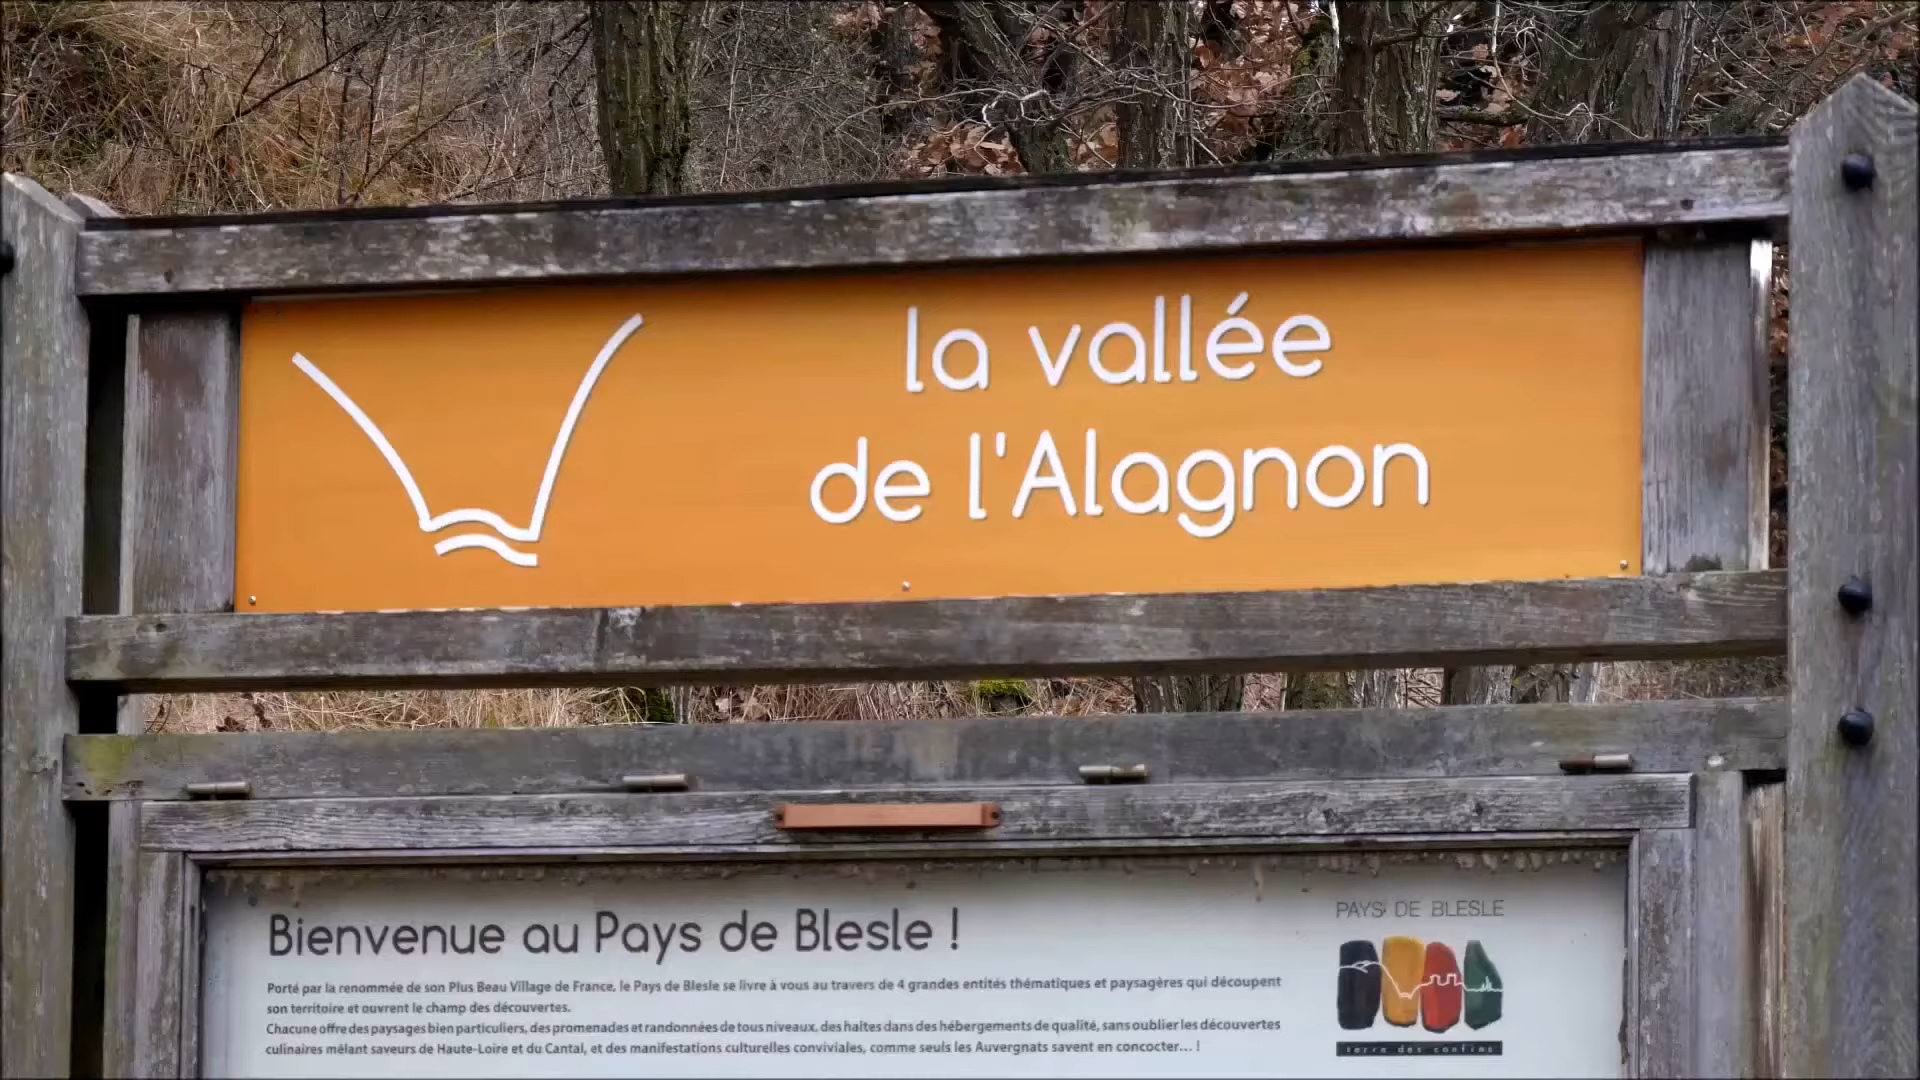 la vallée
de l'Alagnon
Bienvenue au Pays de Blesle !
Porté par la renommée de son Plus Beau Village de France, le Pays de Blesle se livre à vous au travers de 4 grandes entités thématiques et paysagères qui découpent
son territoire et ouvrent le champ des découvertes.
Chacune offre des paysages bien particuliers, des promenades et randonnées de tous niveaux, des haltes dans des hébergements de qualité, sans oublier les découvertes
culinaires mêlant saveurs de Haute-Loire et du Cantal, et des manifestations culturelles conviviales, comme seuls les Auvergnats savent en concocter... !
PAYS DE BLESLE
terre des confins